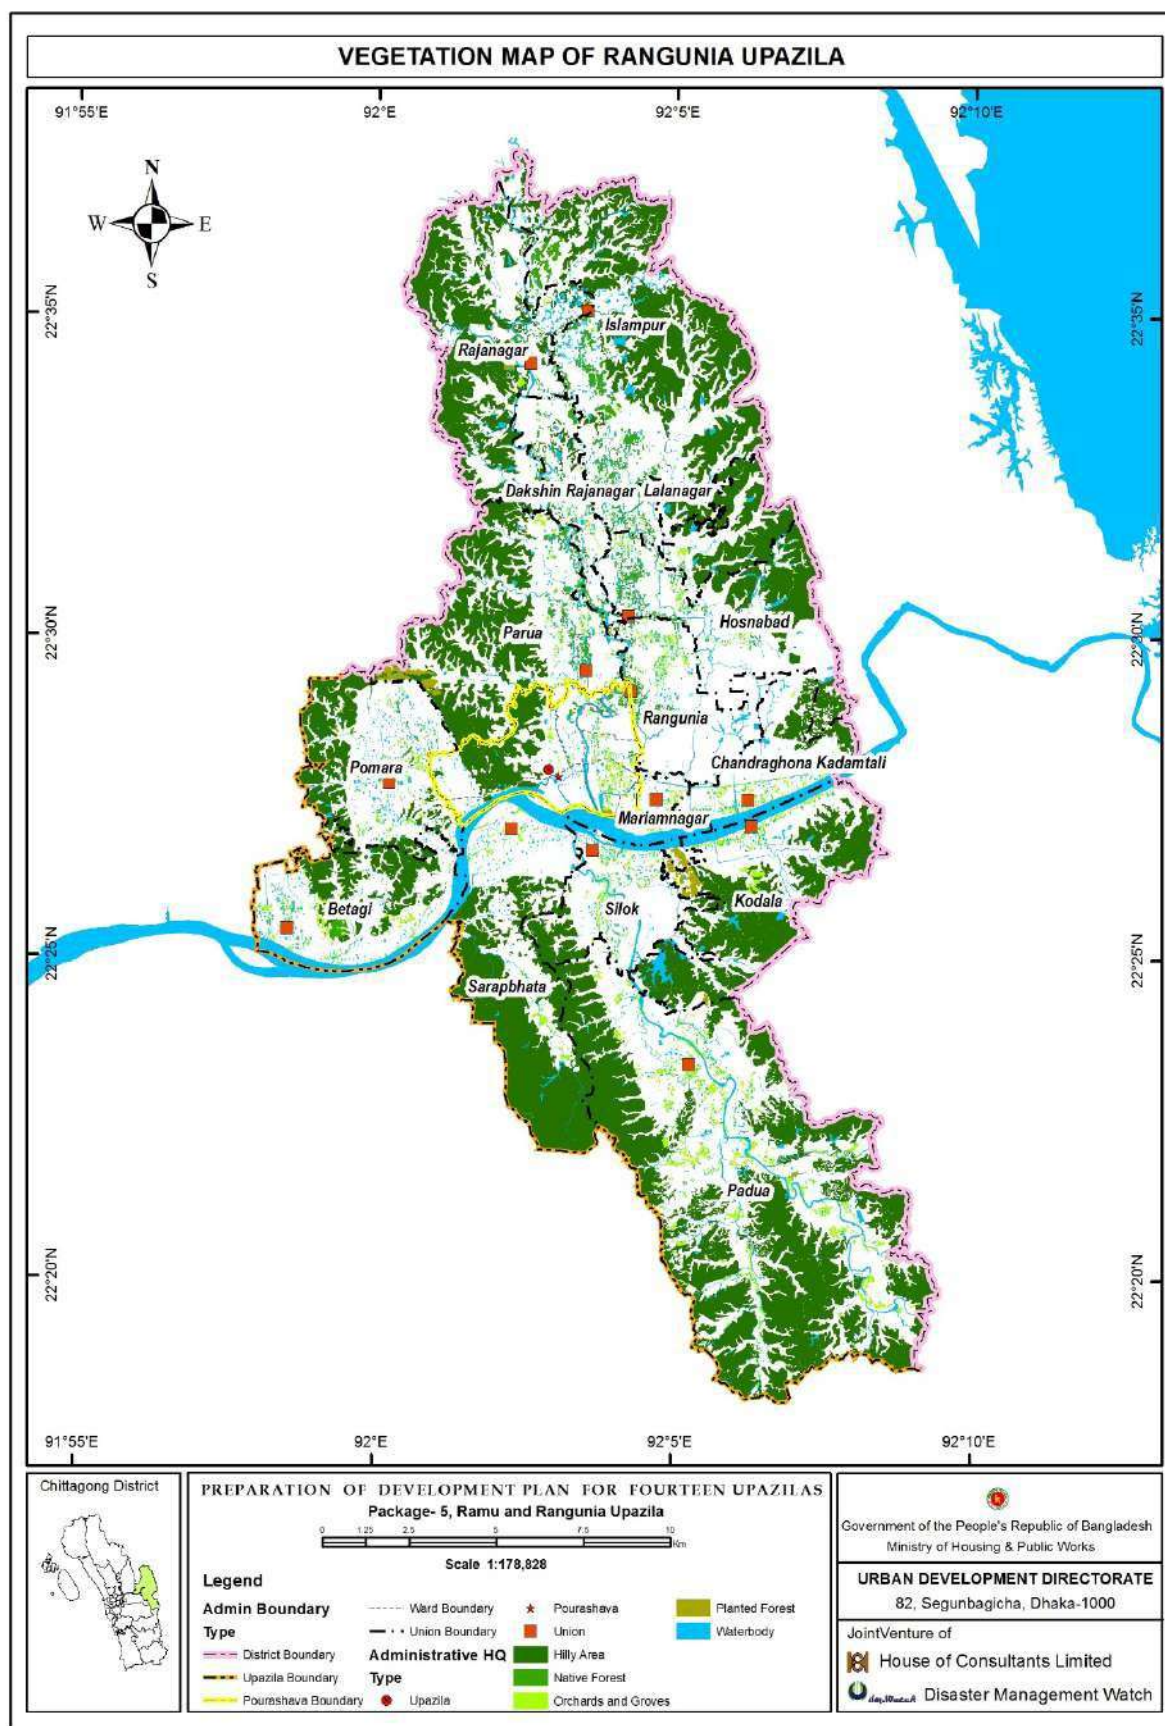 VEGETATION MAP OF RANGUNIA UPAZILA
91°55'E 92°E 92°5'E 92°10'E
N
W E
S
22°35'N 22°35'N
Islampur
Rajanagar
Dakshin Rajanagar Lalanagar
22°30'N 22°30'N
Hosnabad
Parua
Rangunia
Pomara
Chandraghona Kadamtali
Mariamnagar
Betagi
Silok
Kodala
22°25'N 22°25'N
Sarapbhata
Padua
22°20'N 22°20'N
91°55'E 92°E 92°5'E 92°10'E
Chittagong District
PREPARATION OF DEVELOPMENT PLAN FOR FOURTEEN UPAZILAS
Package- 5, Ramu and Rangunia Upazila
0 1.25 2.5 5 7.5 10
Km
Scale 1:178,828
Legend
Admin Boundary
Type
District Boundary
Upazila Boundary
Pourashava Boundary
Ward Boundary
Union Boundary
Administrative HQ
Type
Upazila
Pourashava
Union
Hilly Area
Native Forest
Orchards and Groves
Planted Forest
Waterbody
Government of the People's Republic of Bangladesh
Ministry of Housing & Public Works
URBAN DEVELOPMENT DIRECTORATE
82, Segunbagicha, Dhaka-1000
JointVenture of
House of Consultants Limited
Disaster Management Watch